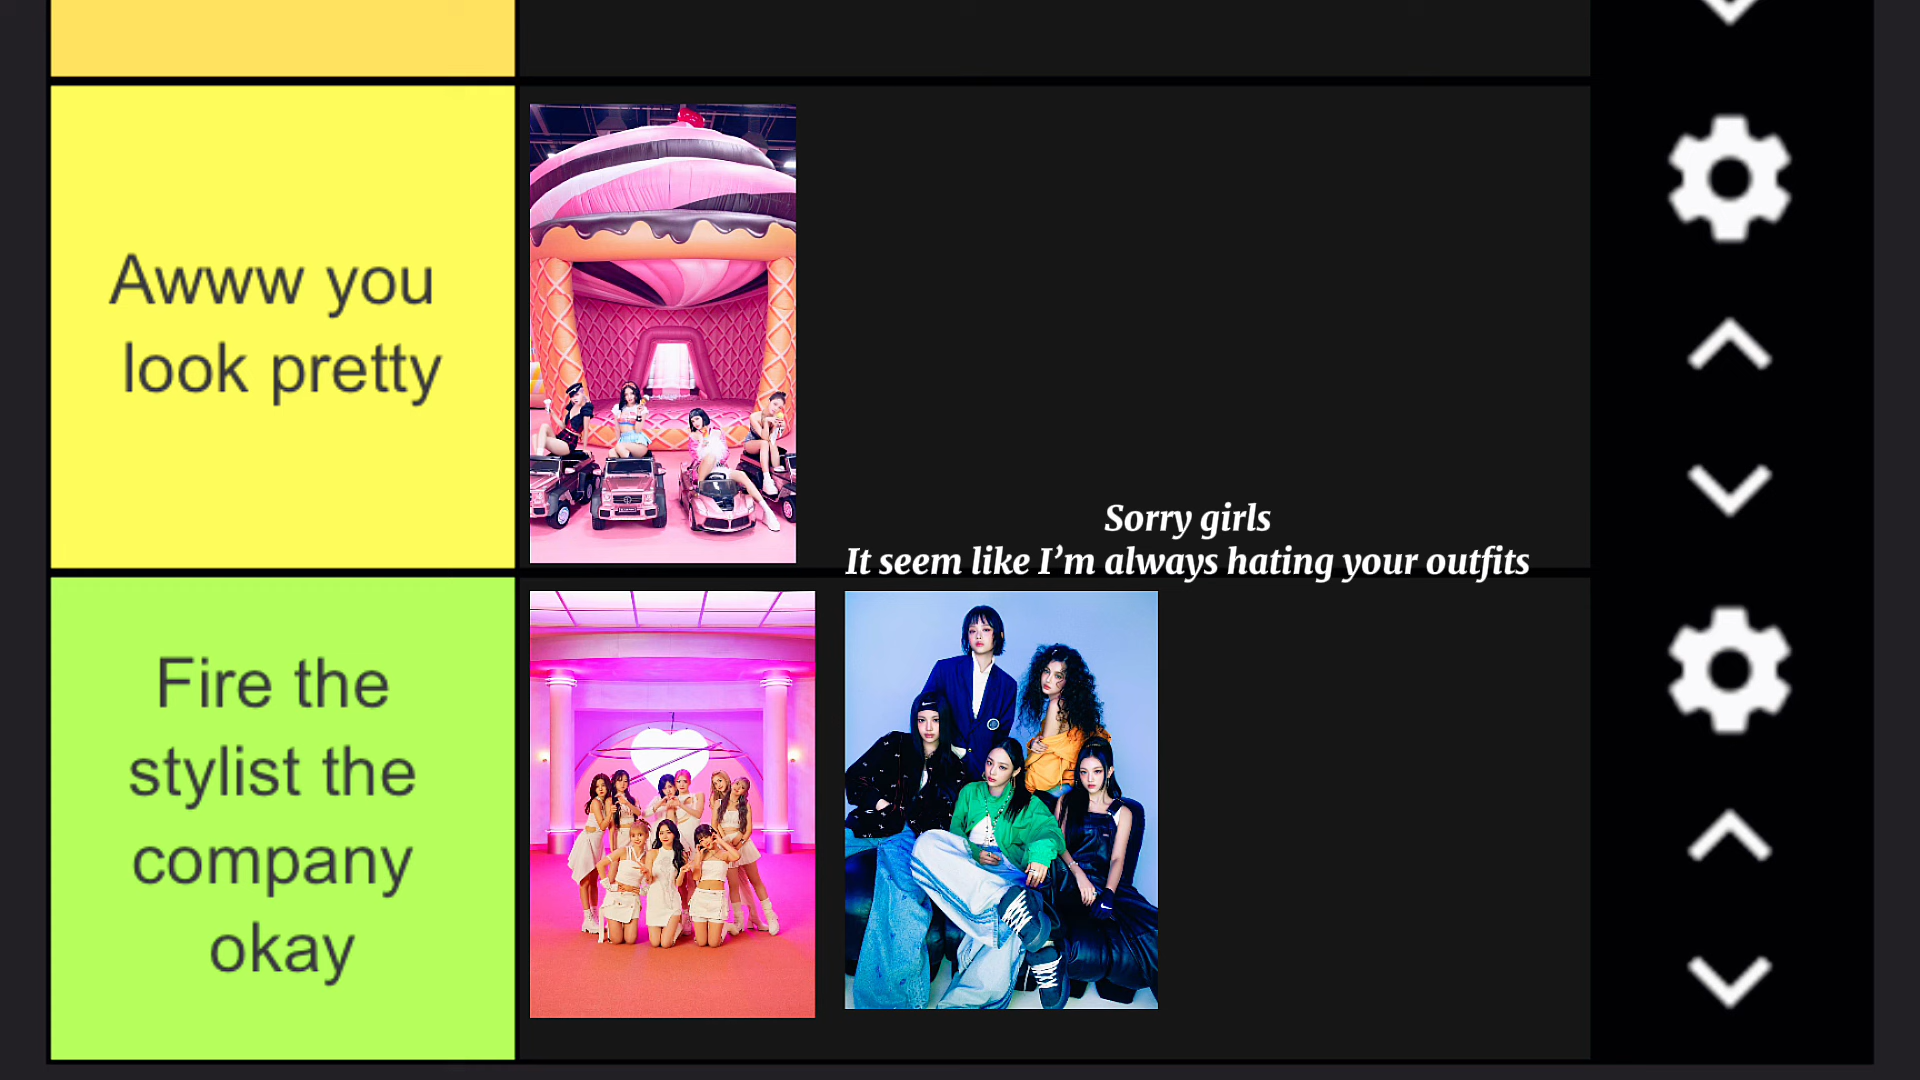 Awww you
look pretty
Sorry girls
It seem like I’m always hating your outfits
Fire the
stylist the
company
okay